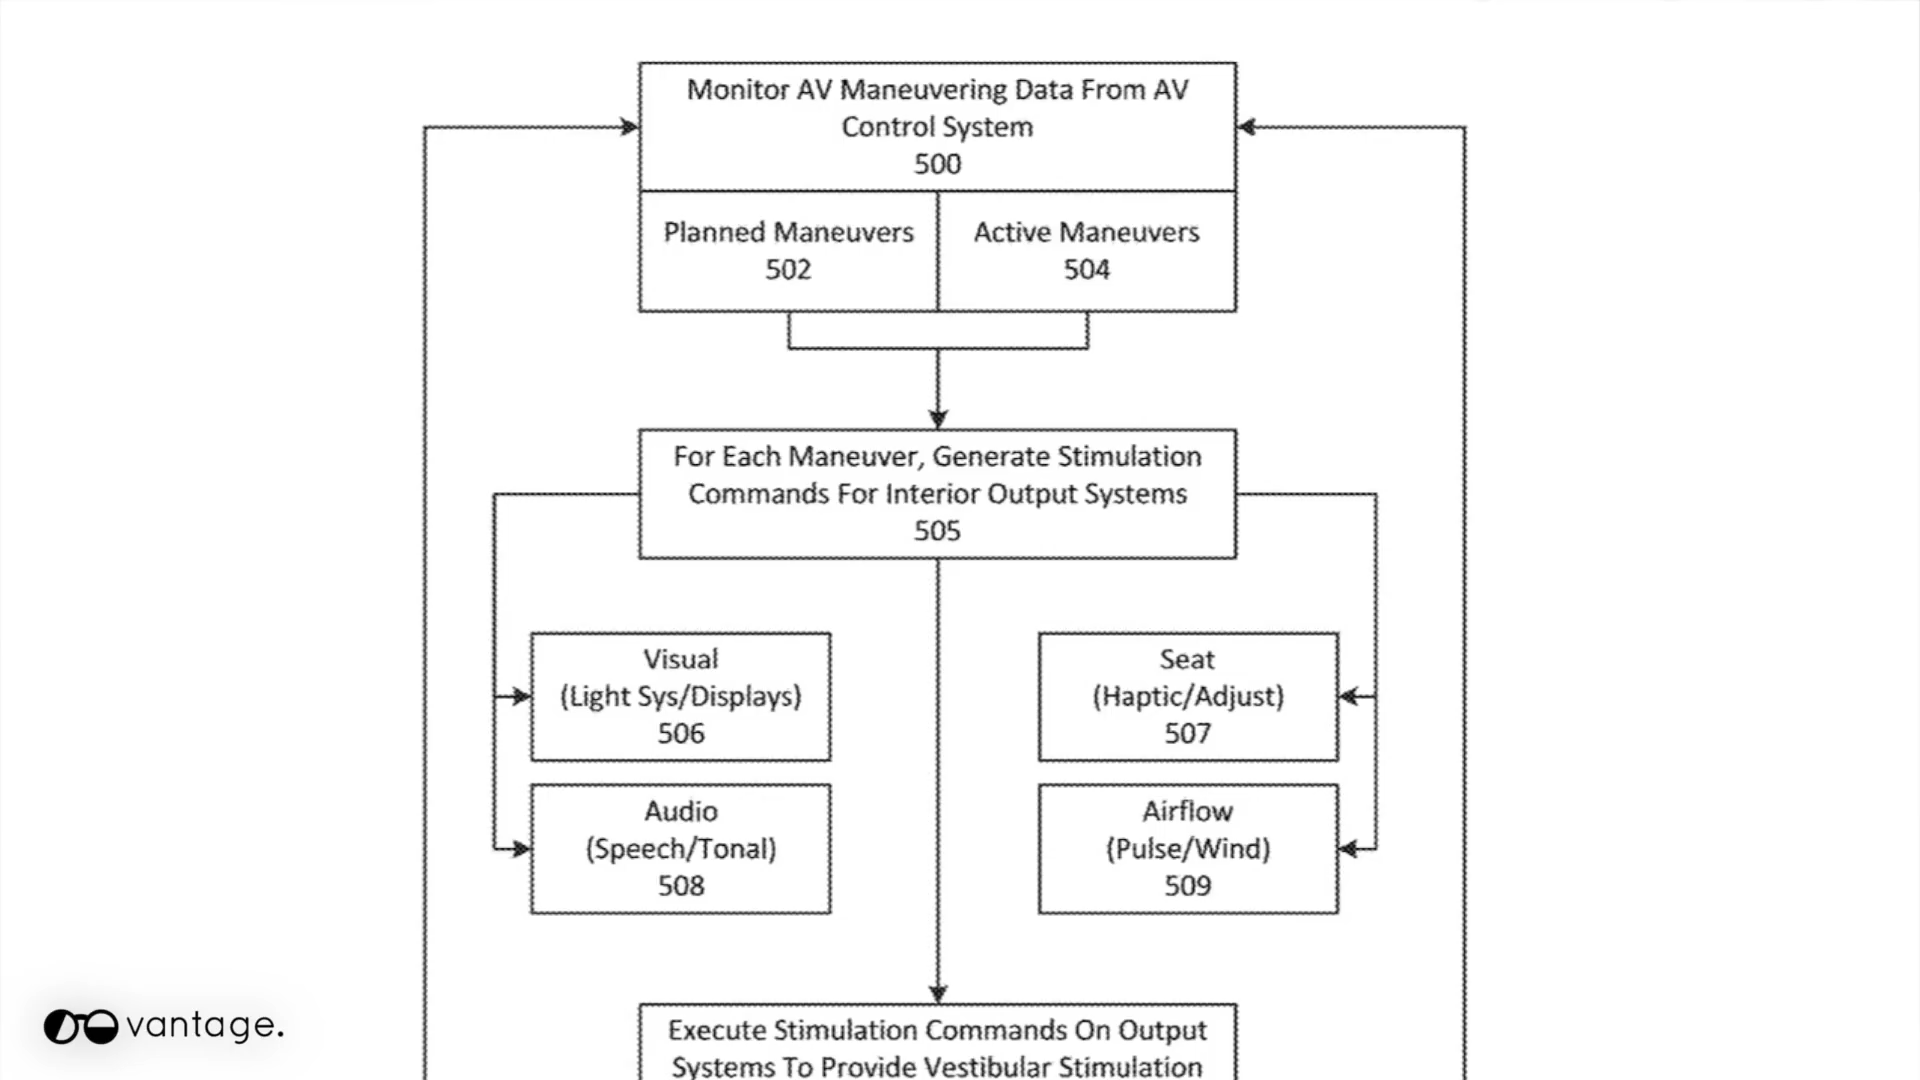 Monitor AV Maneuvering Data From AV
Control System
500
Planned Maneuvers
502
Active Maneuvers
504
For Each Maneuver, Generate Stimulation
Commands For Interior Output Systems
505
Visual
(Light Sys/Displays)
506
Seat
(Haptic/Adjust)
507
Audio
(Speech/Tonal)
508
Airflow
(Pulse/Wind)
509
Execute Stimulation Commands On Output
Systems To Provide Vestibular Stimulation
vantage.